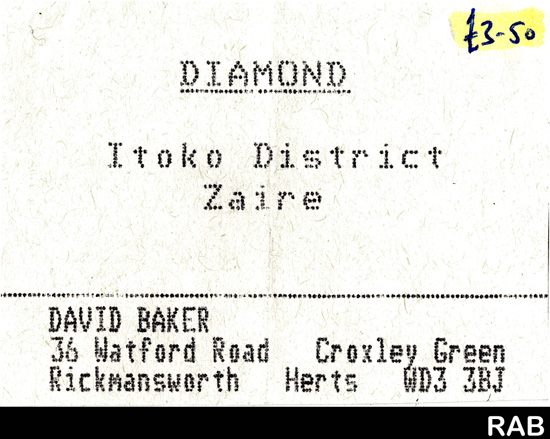 £3-50
DIAMOND
Itoko District
Zaire
DAVID BAKER
36 Watford Road Croxley Green
Rickmansworth Herts WD3 3BJ
RAB